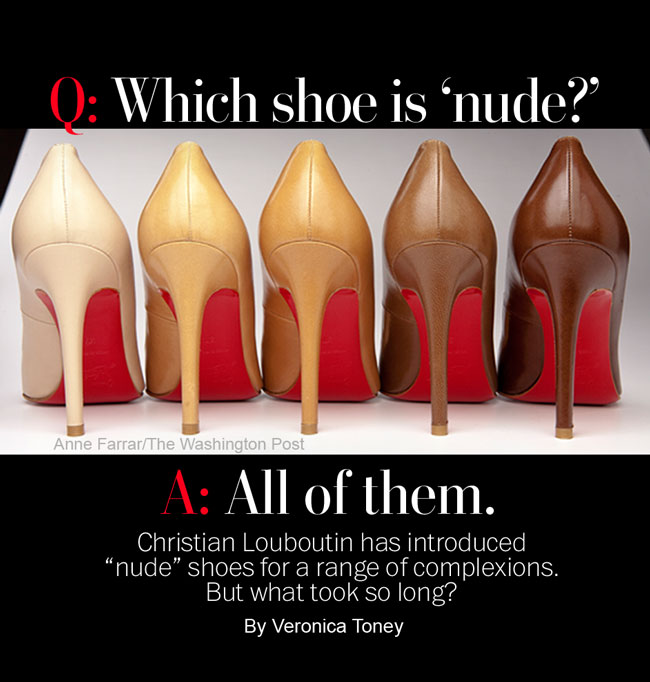 Q: Which shoe is ‘nude?’
Anne Farrar/The Washington Post
A: All of them.
Christian Louboutin has introduced
“nude” shoes for a range of complexions.
But what took so long?
By Veronica Toney